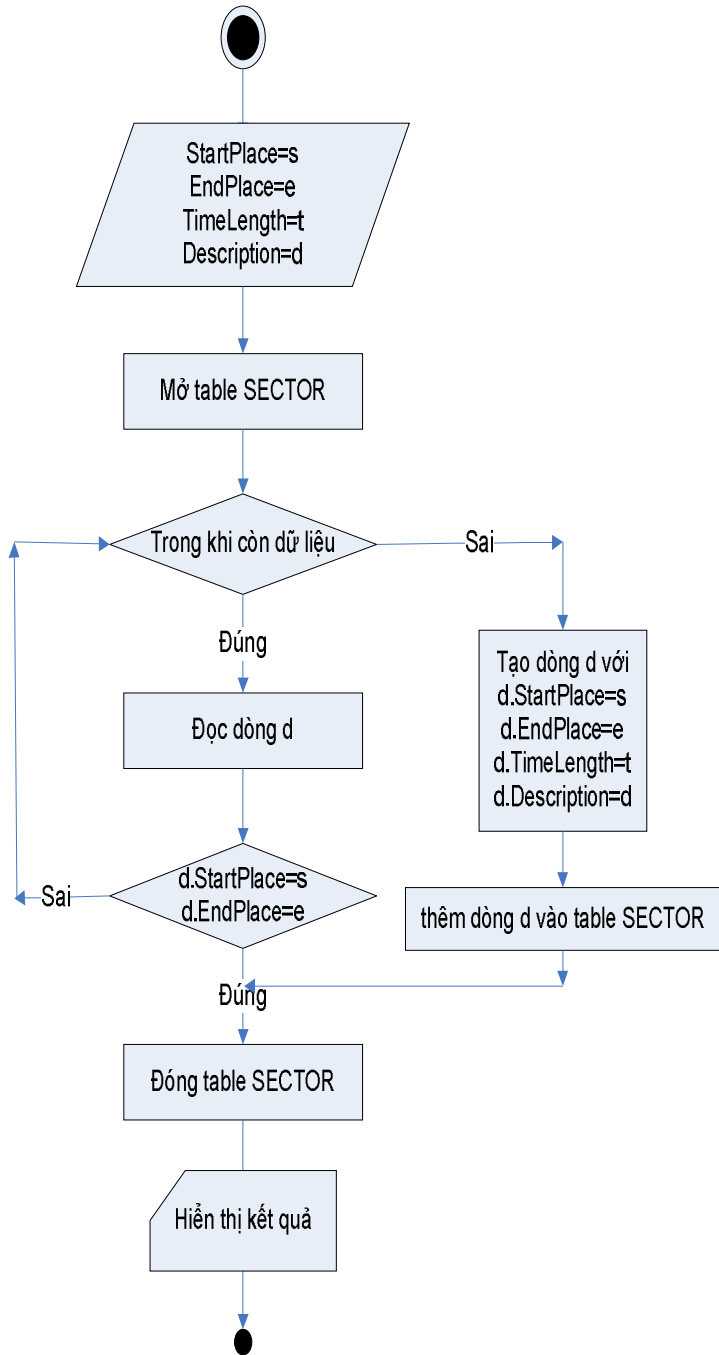 StartPlace=s
EndPlace=e
TimeLength=t
Description=d
Mở table SECTOR
Trong khi còn dữ liệu
Sai
Đúng
Tạo dòng d với
d.StartPlace=s
d.EndPlace=e
d.TimeLength=t
d.Description=d
Đọc dòng d
d.StartPlace=s
d.EndPlace=e
Sai
thêm dòng d vào table SECTOR
Đúng
Đóng table SECTOR
Hiển thị kết quả